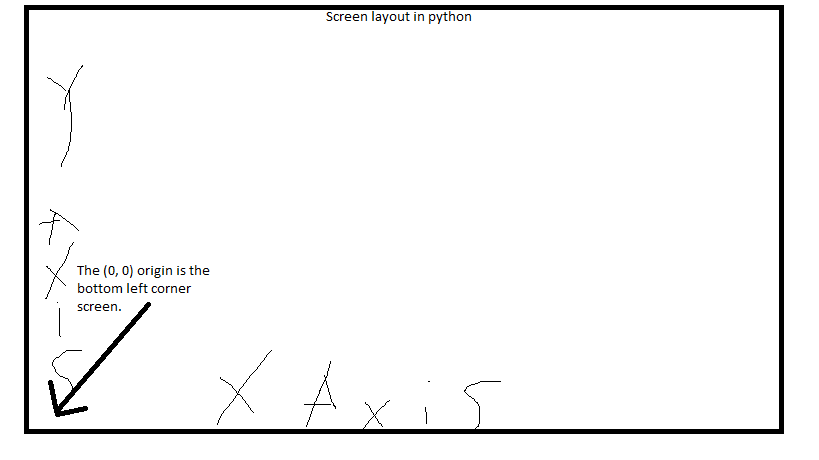 Screen layout in python
Y
Axis
The (0, 0) origin is the
bottom left corner
screen.
X Axis